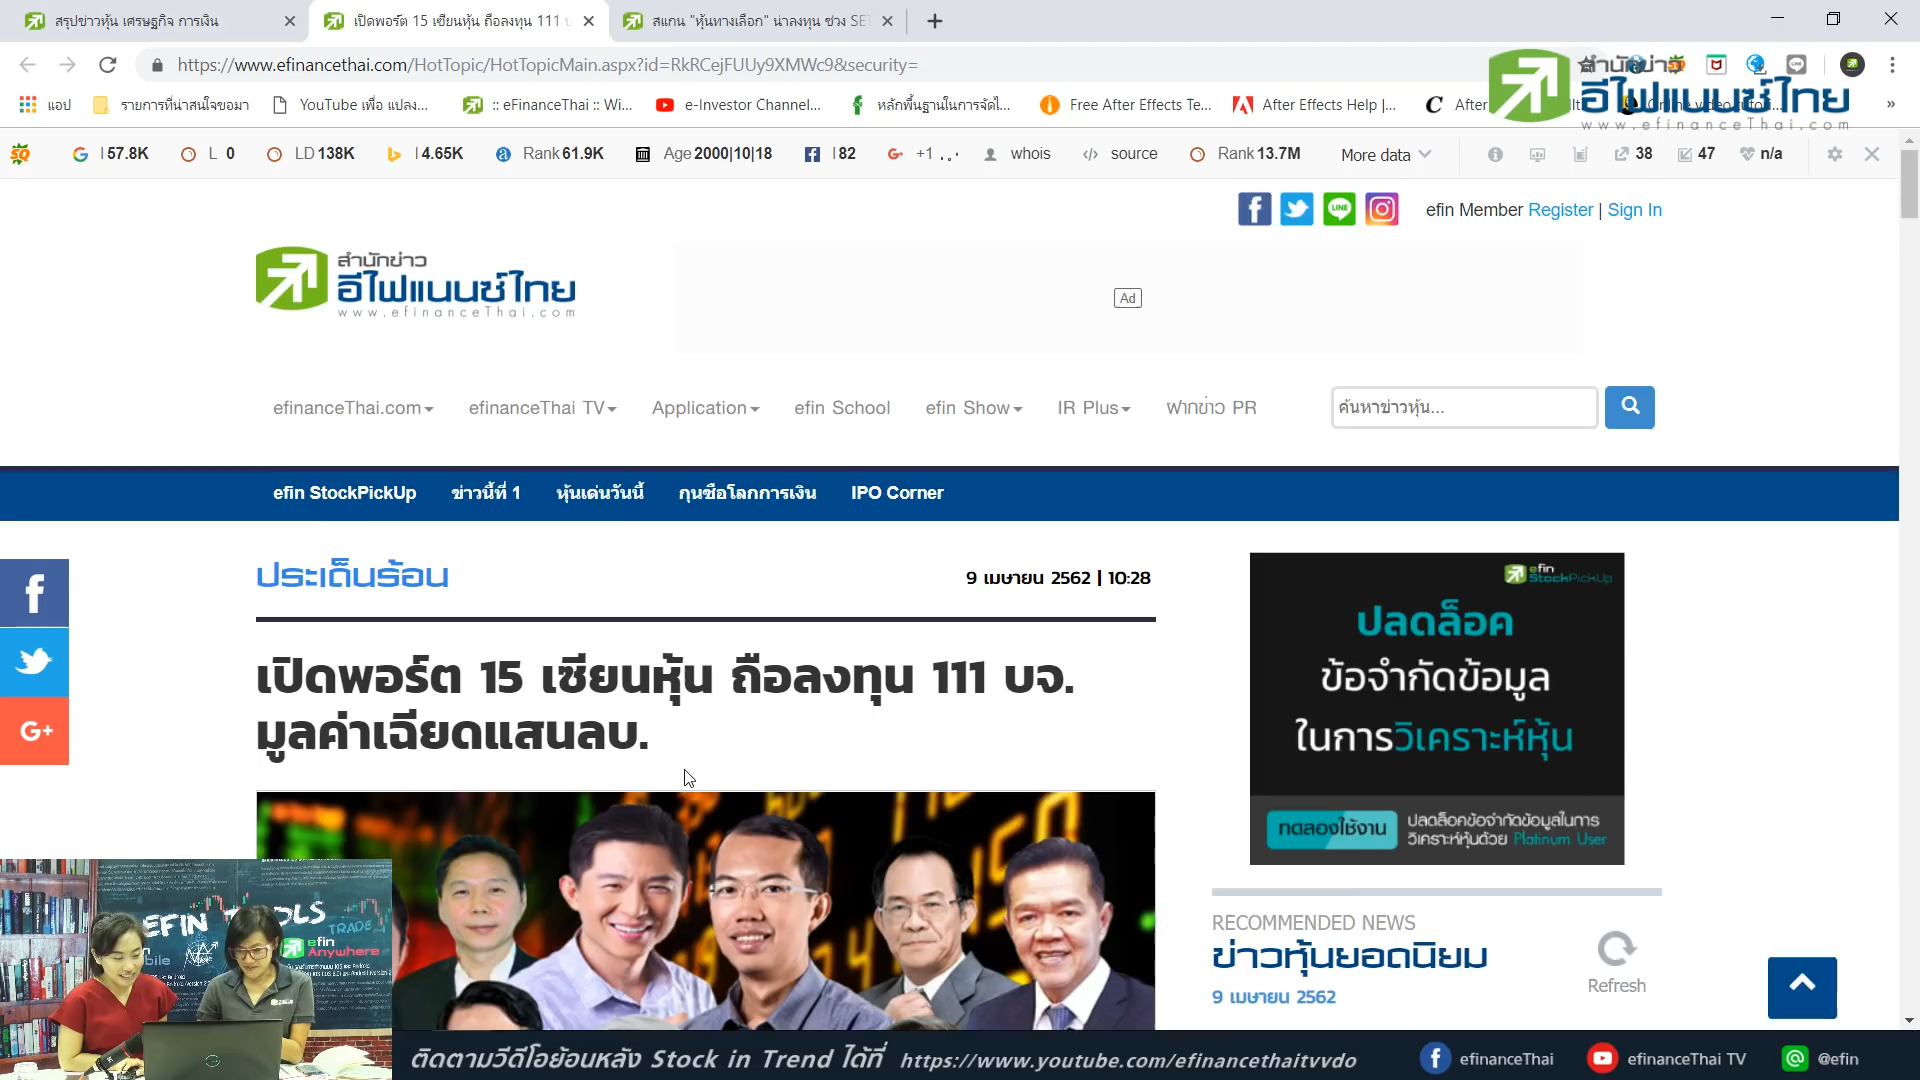 สรุปข่าวหุ้น เศรษฐกิจ การเงิน
เปิดพอร์ต 15 เซียนหุ้น ถือลงทุน 111 บ
สแกน "หุ้นทางเลือก" น่าลงทุน ช่วง SE
https://www.efinancethai.com/HotTopic/HotTopicMain.aspx?id=RkRCejFUUy9XMWc9&security=
แอป
รายการที่น่าสนใจของมา
YouTube เพื่อ แปลง...
:: eFinanceThai :: Wi...
e-Investor Channel...
หลักพื้นฐานในการจัดไ...
Free After Effects Te...
After Effects Help |...
After
สำนักข่าว
อีไฟแนนซ์ไทย
www.efinanceThai.com
I 57.8K
L 0
LD 138K
I 4.65K
Rank 61.9K
Age 2000|10|18
I 82
+1
whois
source
Rank 13.7M
More data
38
47
n/a
efin Member Register | Sign In
สำนักข่าว
อีไฟแนนซ์ไทย
www.efinanceThai.com
Ad
efinanceThai.com
efinanceThai TV
Application
efin School
efin Show
IR Plus
ฝากข่าว PR
ค้นหาข่าวหุ้น...
efin StockPickUp
ข่าวนี้ที่ 1
หุ้นเด่นวันนี้
กุนซือโลกการเงิน
IPO Corner
ประเด็นร้อน
9 เมษายน 2562 | 10:28
เปิดพอร์ต 15 เซียนหุ้น ถือลงทุน 111 บจ.
มูลค่าเฉียดแสนลบ.
efin
StockPickUp
ปลดล็อค
ข้อจำกัดข้อมูล
ในการวิเคราะห์หุ้น
ทดลองใช้งาน
ปลดล็อคข้อจำกัดข้อมูลในการ
วิเคราะห์หุ้นด้วย Platinum User
RECOMMENDED NEWS
ข่าวหุ้นยอดนิยม
9 เมษายน 2562
Refresh
EFIN TOOLS
TRADE
efin
Anywhere
ติดตามวีดีโอย้อนหลัง Stock in Trend ได้ที่ https://www.youtube.com/efinancethaitvvdo
efinanceThai
efinanceThai TV
@efin